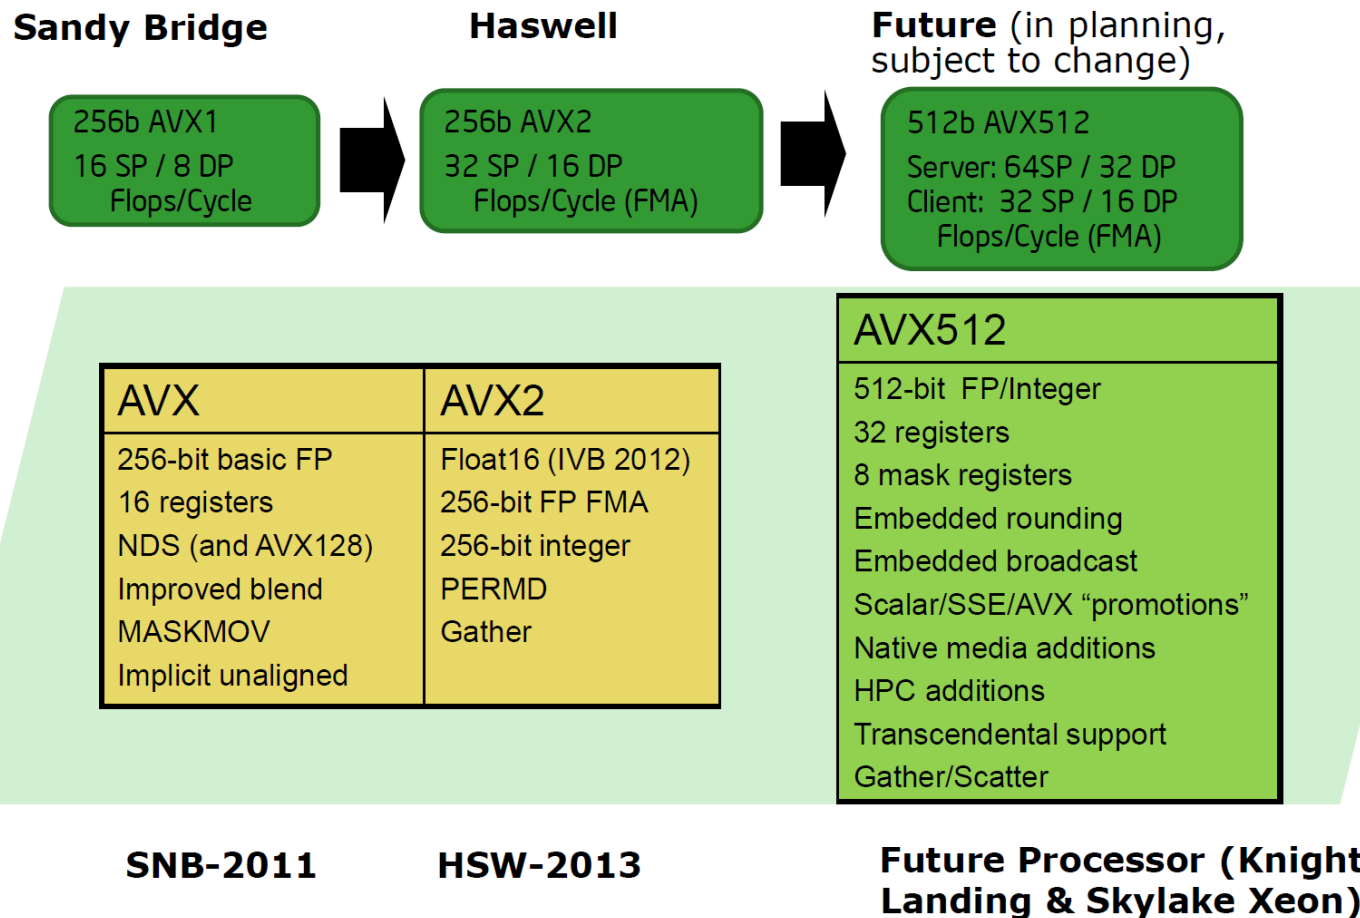 Sandy Bridge
Haswell
Future (in planning,
subject to change)
256b AVX1
16 SP / 8 DP
Flops/Cycle
256b AVX2
32 SP / 16 DP
Flops/Cycle (FMA)
512b AVX512
Server: 64SP / 32 DP
Client: 32 SP / 16 DP
Flops/Cycle (FMA)
AVX
256-bit basic FP
16 registers
NDS (and AVX128)
Improved blend
MASKMOV
Implicit unaligned
AVX2
Float16 (IVB 2012)
256-bit FP FMA
256-bit integer
PERMD
Gather
AVX512
512-bit FP/Integer
32 registers
8 mask registers
Embedded rounding
Embedded broadcast
Scalar/SSE/AVX “promotions”
Native media additions
HPC additions
Transcendental support
Gather/Scatter
SNB-2011
HSW-2013
Future Processor (Knight
Landing & Skylake Xeon)